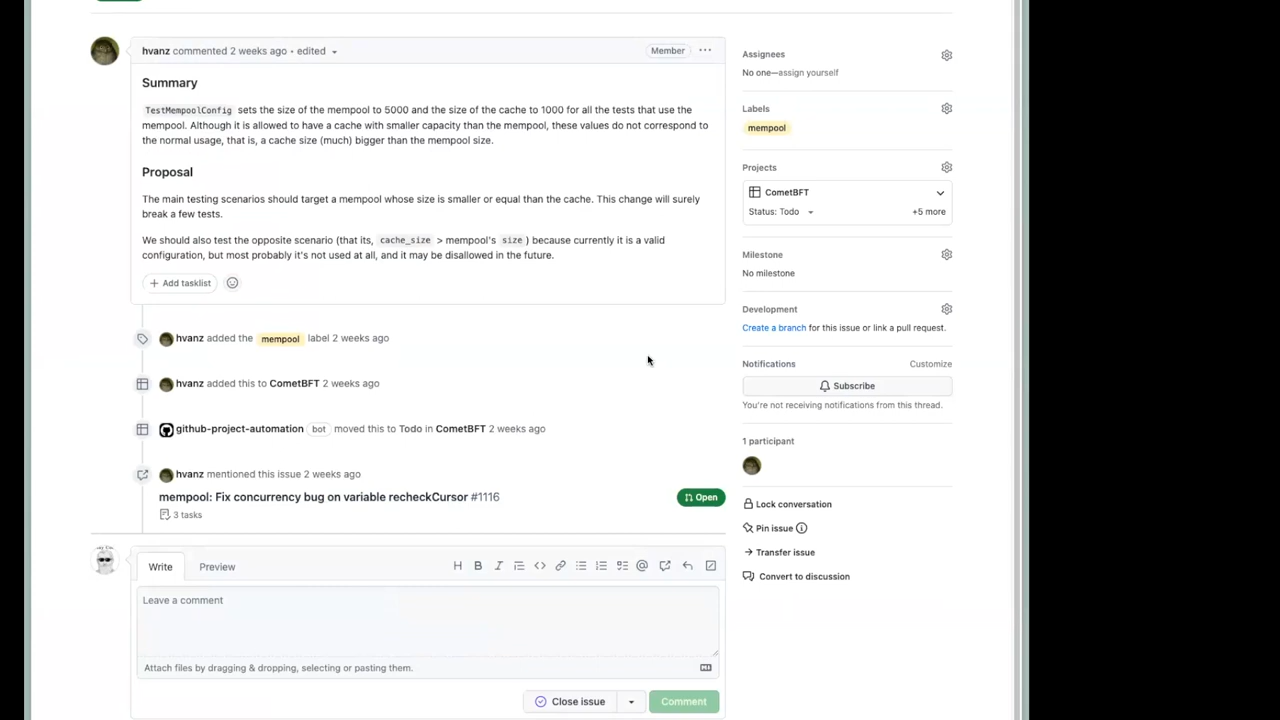 hvanz commented 2 weeks ago • edited
Member
Summary
TestMempoolConfig sets the size of the mempool to 5000 and the size of the cache to 1000 for all the tests that use the
mempool. Although it is allowed to have a cache with smaller capacity than the mempool, these values do not correspond to
the normal usage, that is, a cache size (much) bigger than the mempool size.
Proposal
The main testing scenarios should target a mempool whose size is smaller or equal than the cache. This change will surely
break a few tests.
We should also test the opposite scenario (that its, cache_size > mempool's size) because currently it is a valid
configuration, but most probably it's not used at all, and it may be disallowed in the future.
Add tasklist
hvanz added the mempool label 2 weeks ago
hvanz added this to CometBFT 2 weeks ago
github-project-automation bot moved this to Todo in CometBFT 2 weeks ago
hvanz mentioned this issue 2 weeks ago
mempool: Fix concurrency bug on variable recheckCursor #1116
Open
3 tasks
Write
Preview
Leave a comment
Attach files by dragging & dropping, selecting or pasting them.
Close issue
Comment
Assignees
No one—assign yourself
Labels
mempool
Projects
CometBFT
Status: Todo
+5 more
Milestone
No milestone
Development
Create a branch for this issue or link a pull request.
Notifications
Customize
Subscribe
You're not receiving notifications from this thread.
1 participant
Lock conversation
Pin issue
Transfer issue
Convert to discussion